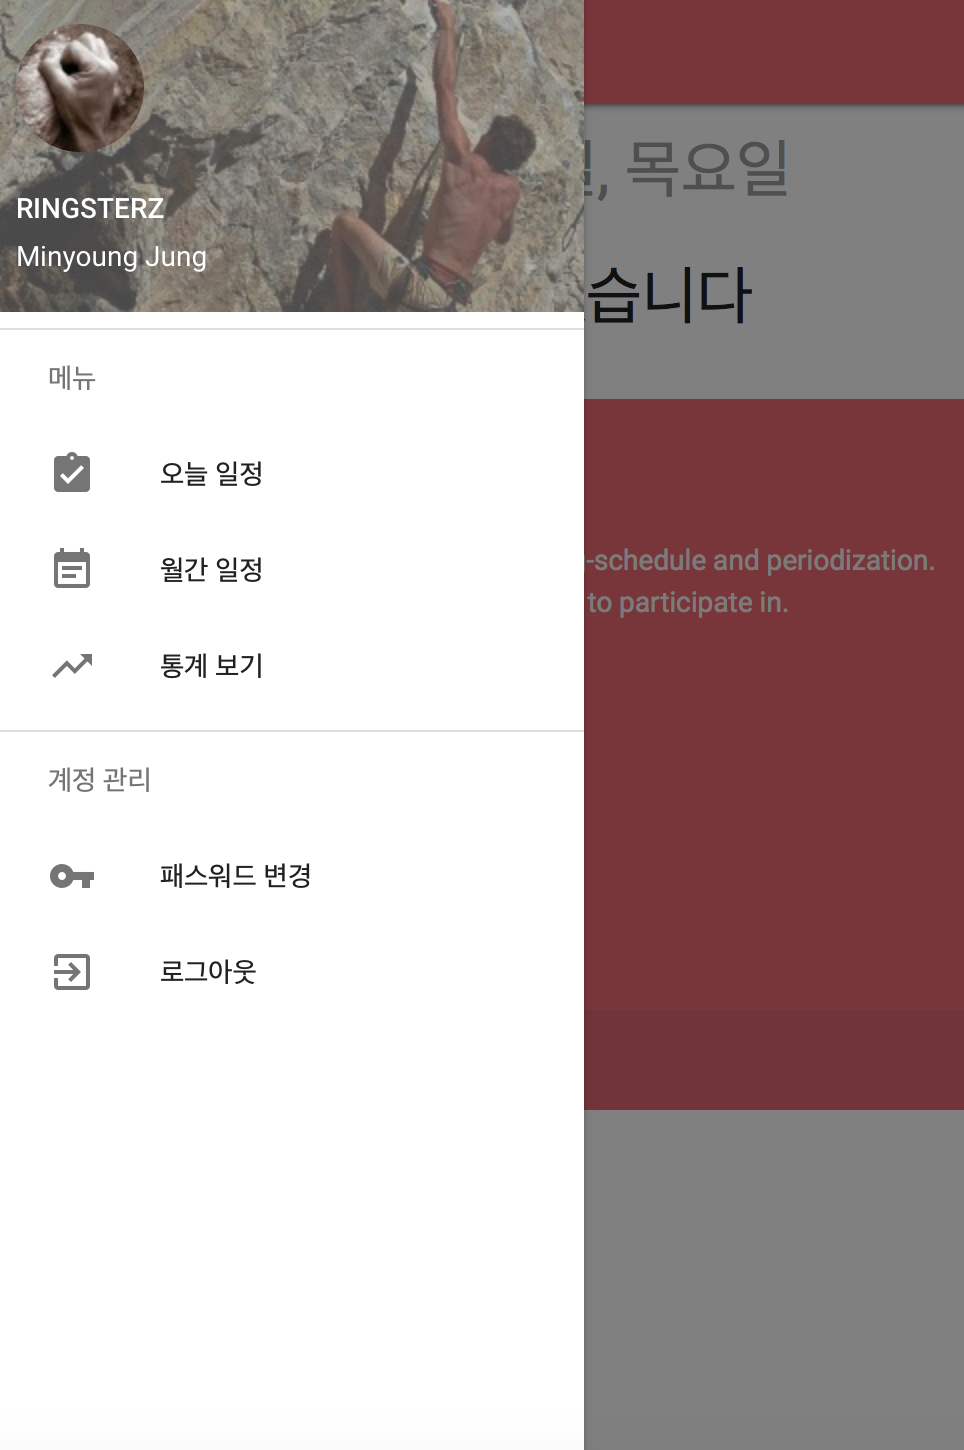 RINGSTERZ
Minyoung Jung
메뉴
오늘 일정
월간 일정
통계 보기
계정 관리
패스워드 변경
로그아웃
목요일
습니다
-schedule and periodization.
to participate in.